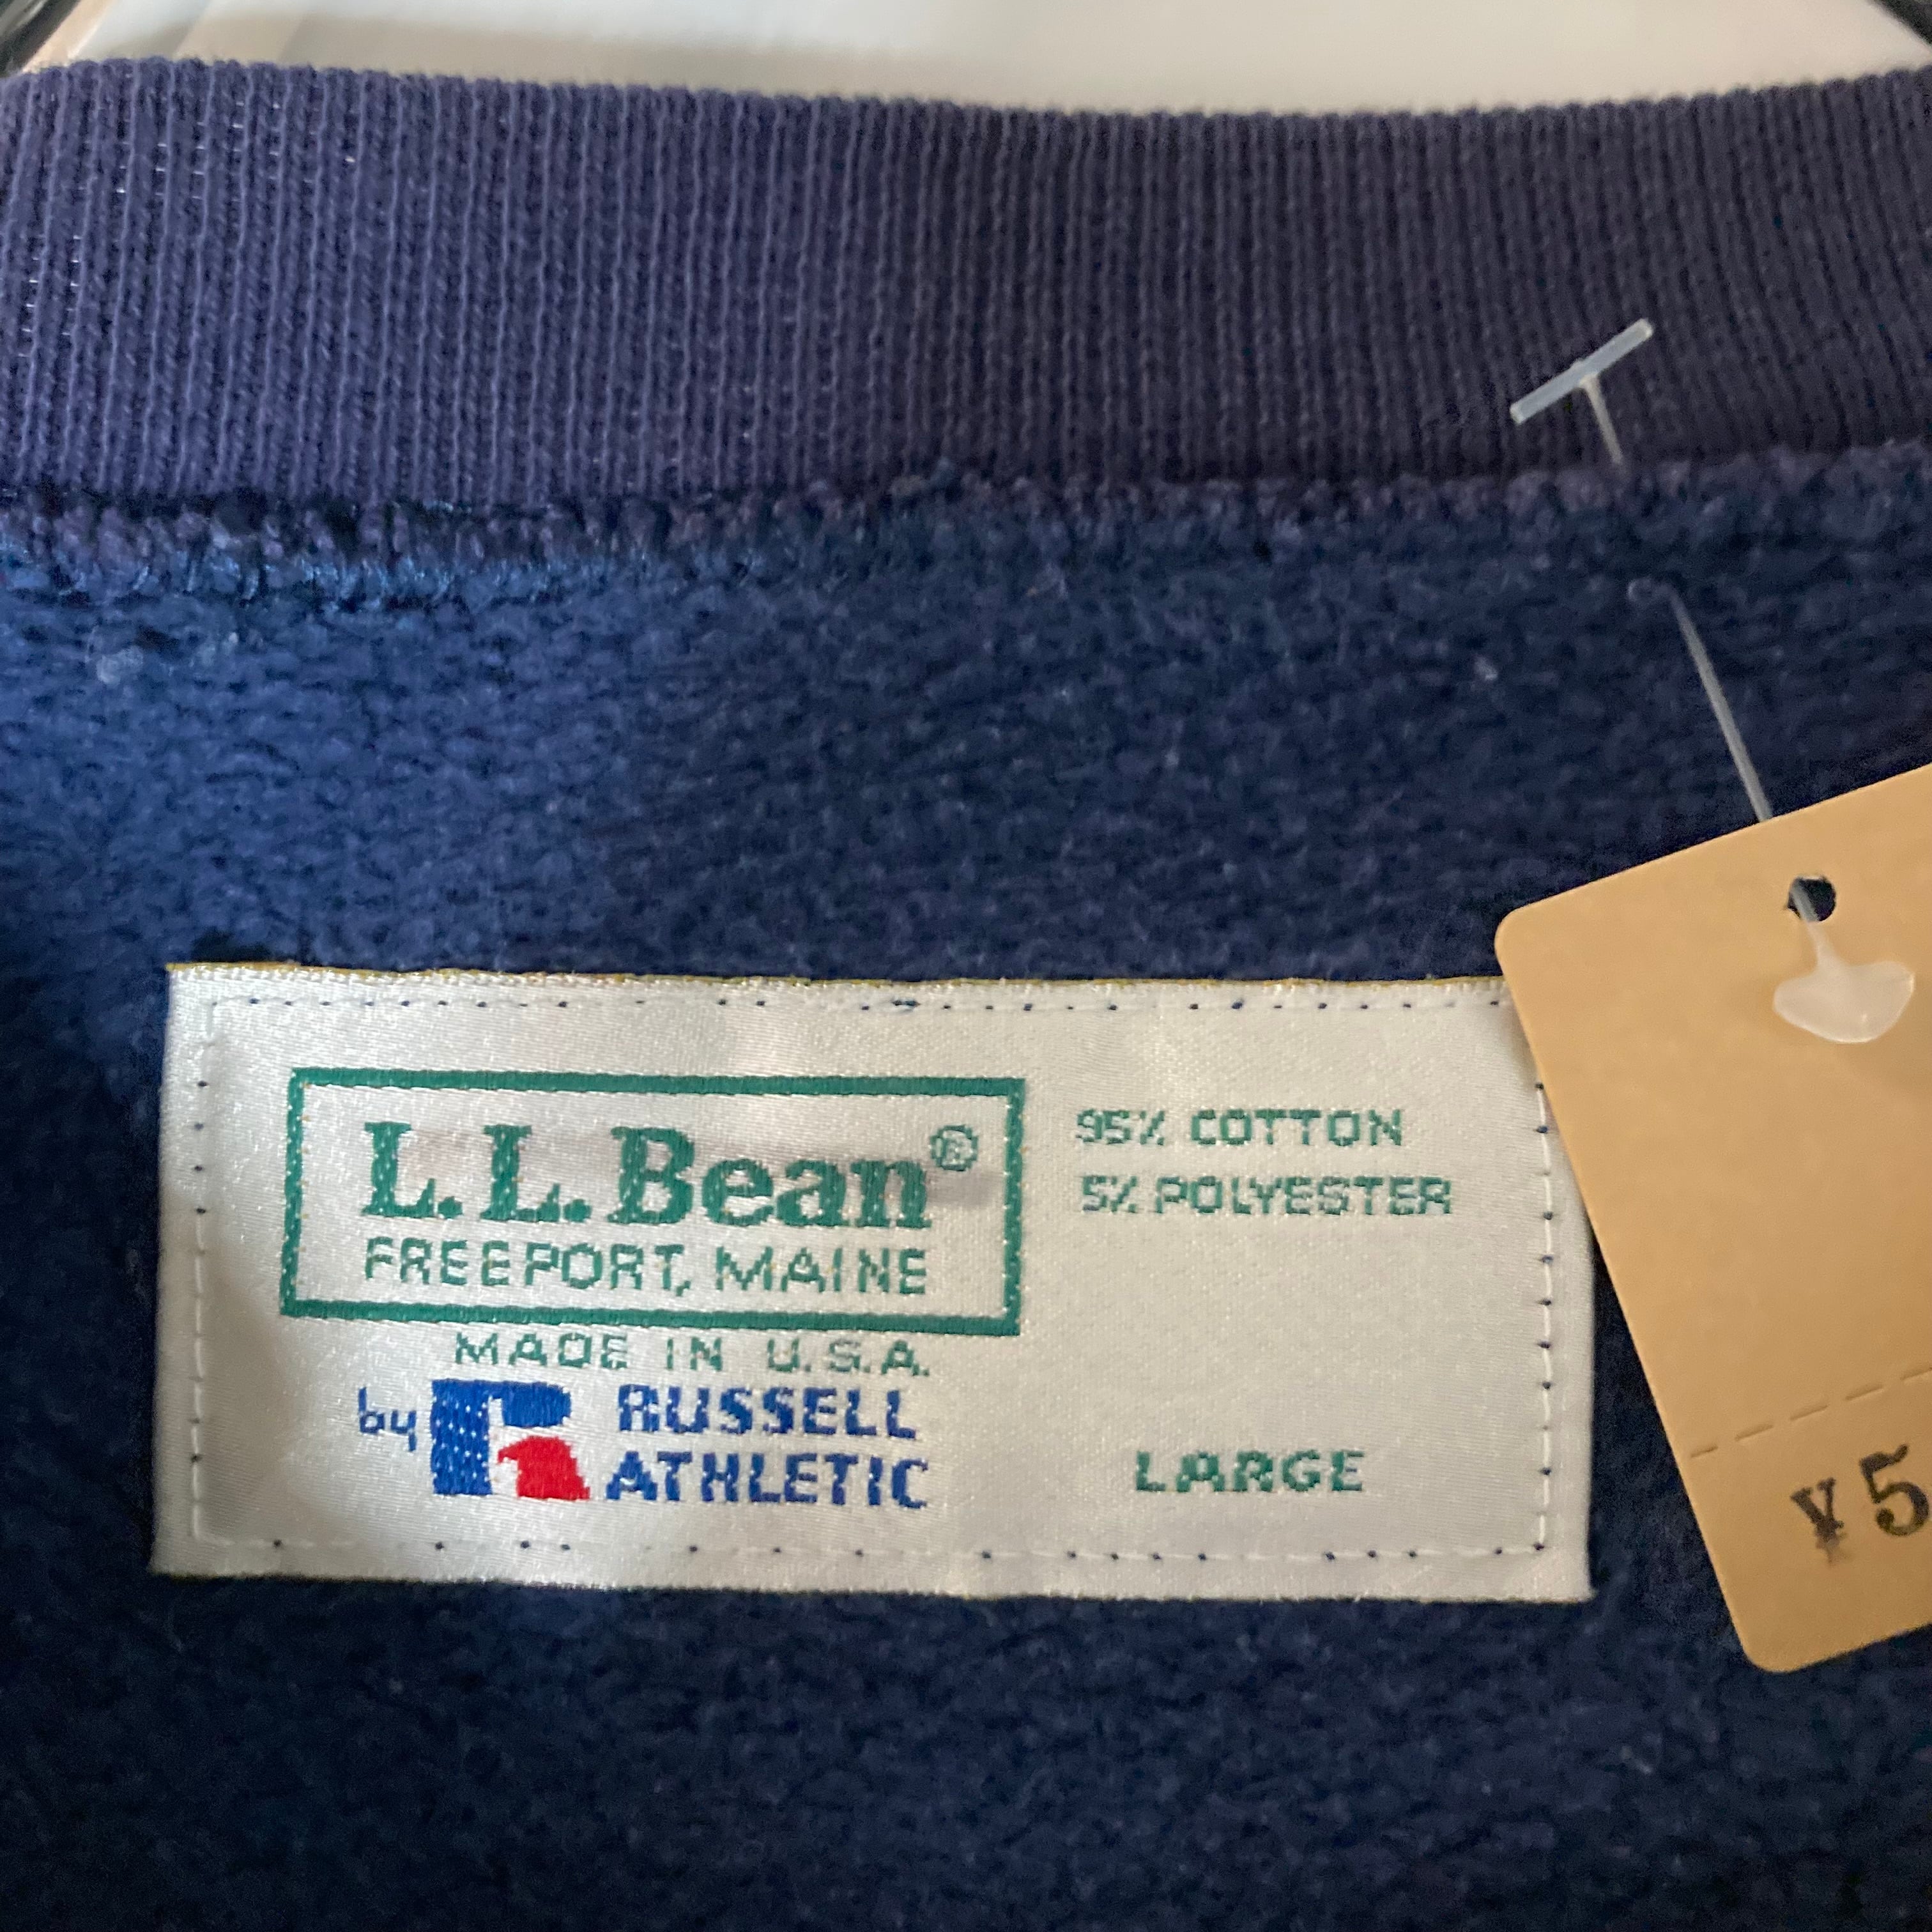 L.L.Bean®
FREEPORT, MAINE
MADE IN U.S.A.
by RUSSELL
ATHLETIC
95% COTTON
5% POLYESTER
LARGE
¥5